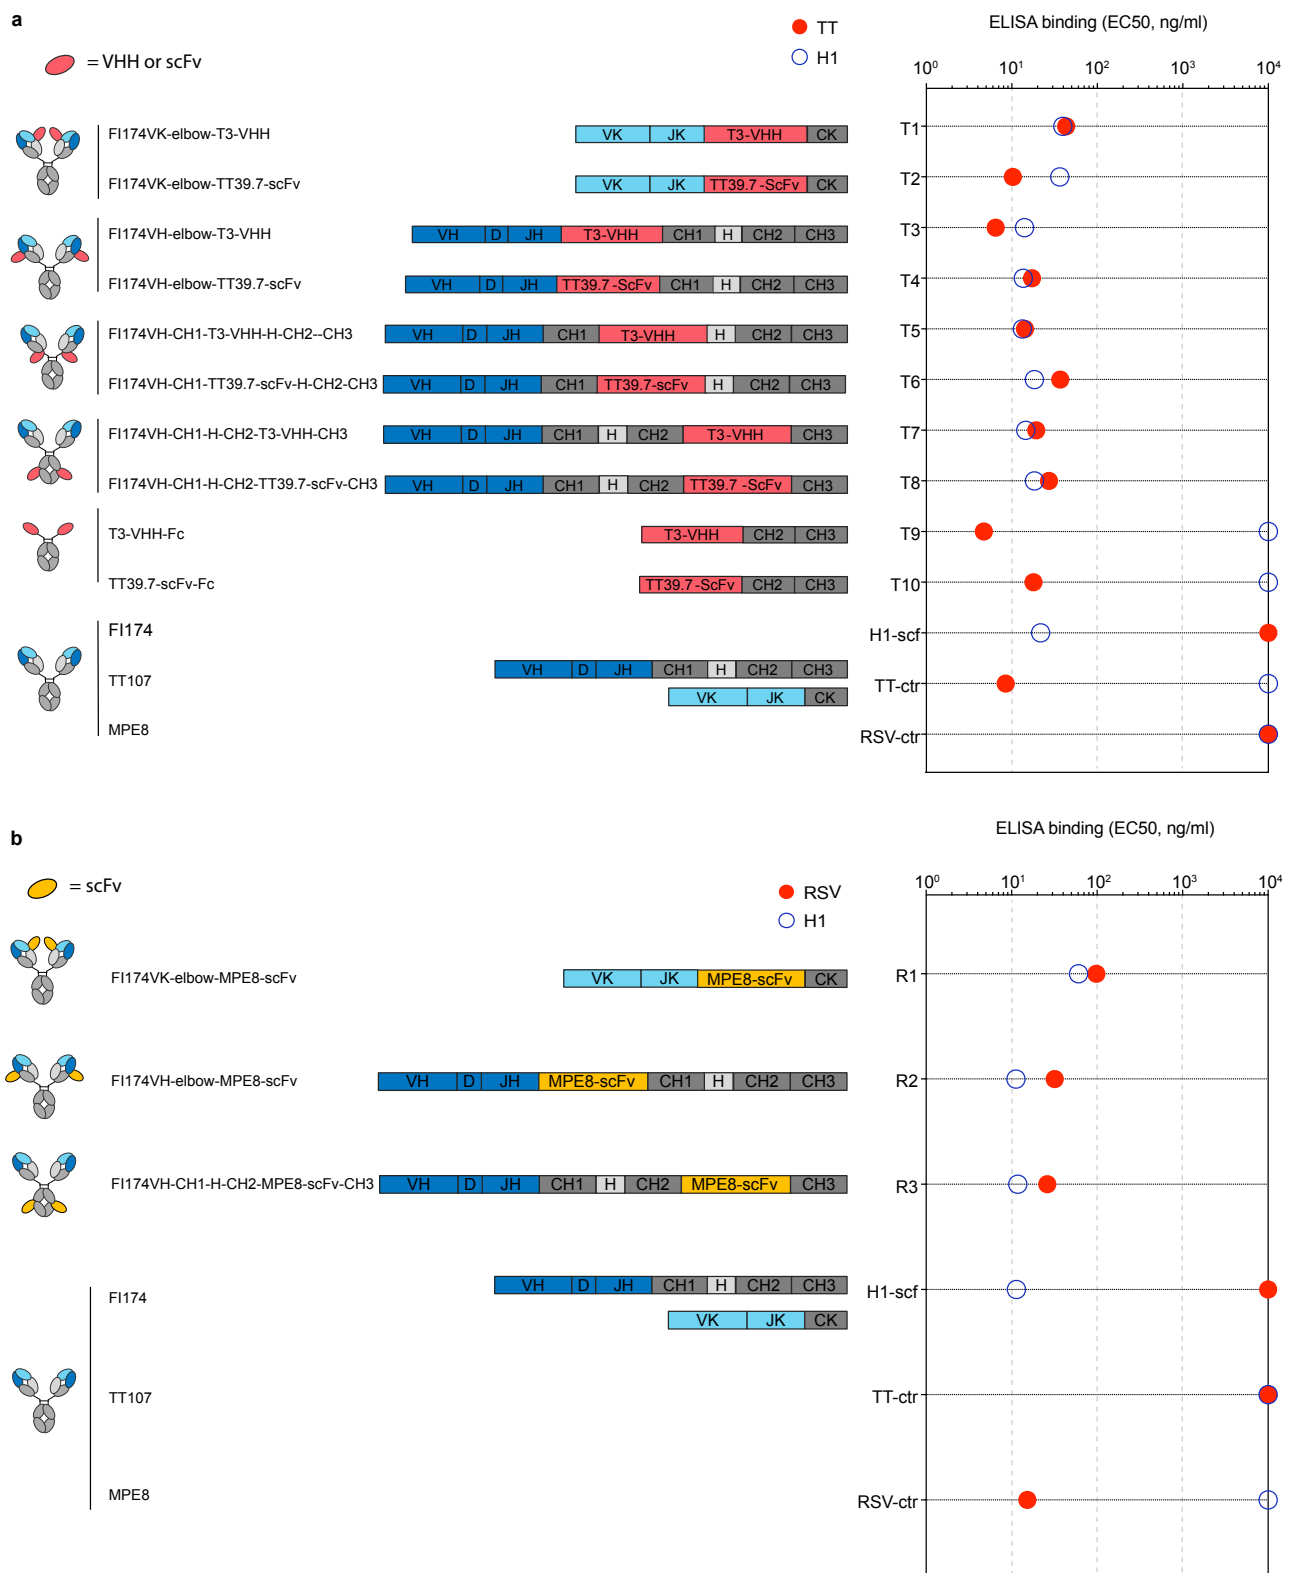 a
TT
H1
ELISA binding (EC50, ng/ml)
= VHH or scFv
10⁰ 10¹ 10² 10³ 10⁴
FI174VK-elbow-T3-VHH VK JK T3-VHH CK T1
FI174VK-elbow-TT39.7-scFv VK JK TT39.7-ScFv CK T2
FI174VH-elbow-T3-VHH VH D JH T3-VHH CH1 H CH2 CH3 T3
FI174VH-elbow-TT39.7-scFv VH D JH TT39.7-ScFv CH1 H CH2 CH3 T4
FI174VH-CH1-T3-VHH-H-CH2--CH3 VH D JH CH1 T3-VHH H CH2 CH3 T5
FI174VH-CH1-TT39.7-scFv-H-CH2-CH3 VH D JH CH1 TT39.7-scFv H CH2 CH3 T6
FI174VH-CH1-H-CH2-T3-VHH-CH3 VH D JH CH1 H CH2 T3-VHH CH3 T7
FI174VH-CH1-H-CH2-TT39.7-scFv-CH3 VH D JH CH1 H CH2 TT39.7-ScFv CH3 T8
T3-VHH-Fc T3-VHH CH2 CH3 T9
TT39.7-scFv-Fc TT39.7-ScFv CH2 CH3 T10
FI174 H1-scf
VH D JH CH1 H CH2 CH3
TT107 TT-ctr
VK JK CK
MPE8 RSV-ctr
b
ELISA binding (EC50, ng/ml)
= scFv
RSV
H1
10⁰ 10¹ 10² 10³ 10⁴
FI174VK-elbow-MPE8-scFv VK JK MPE8-scFv CK R1
FI174VH-elbow-MPE8-scFv VH D JH MPE8-scFv CH1 H CH2 CH3 R2
FI174VH-CH1-H-CH2-MPE8-scFv-CH3 VH D JH CH1 H CH2 MPE8-scFv CH3 R3
VH D JH CH1 H CH2 CH3
FI174 H1-scf
VK JK CK
TT107 TT-ctr
MPE8 RSV-ctr